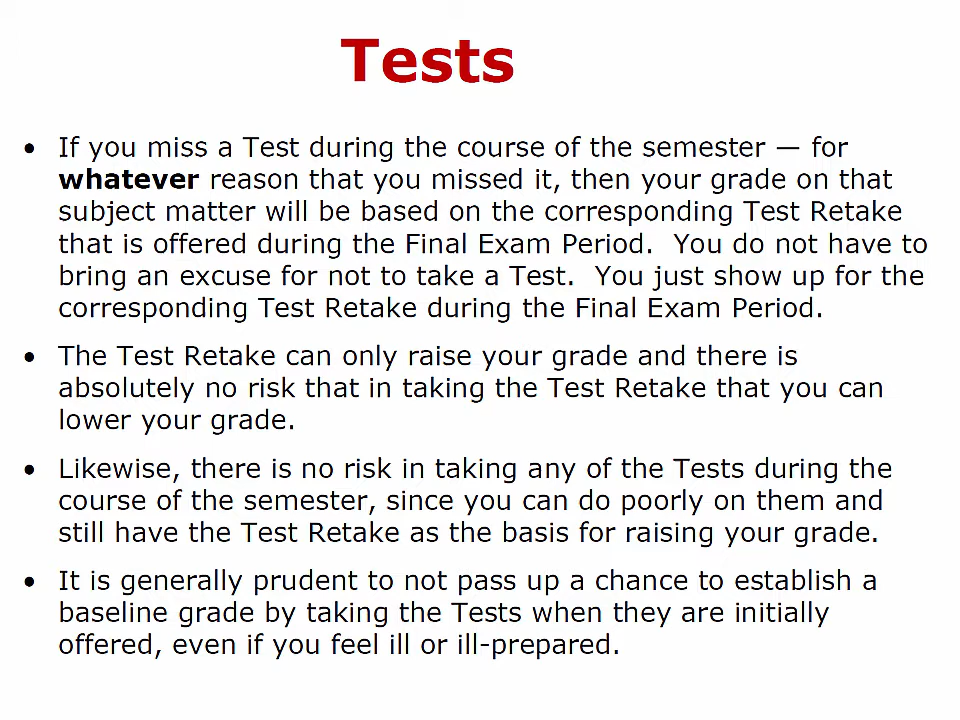 Tests
• If you miss a Test during the course of the semester — for
whatever reason that you missed it, then your grade on that
subject matter will be based on the corresponding Test Retake
that is offered during the Final Exam Period.  You do not have to
bring an excuse for not to take a Test.  You just show up for the
corresponding Test Retake during the Final Exam Period.
• The Test Retake can only raise your grade and there is
absolutely no risk that in taking the Test Retake that you can
lower your grade.
• Likewise, there is no risk in taking any of the Tests during the
course of the semester, since you can do poorly on them and
still have the Test Retake as the basis for raising your grade.
• It is generally prudent to not pass up a chance to establish a
baseline grade by taking the Tests when they are initially
offered, even if you feel ill or ill-prepared.